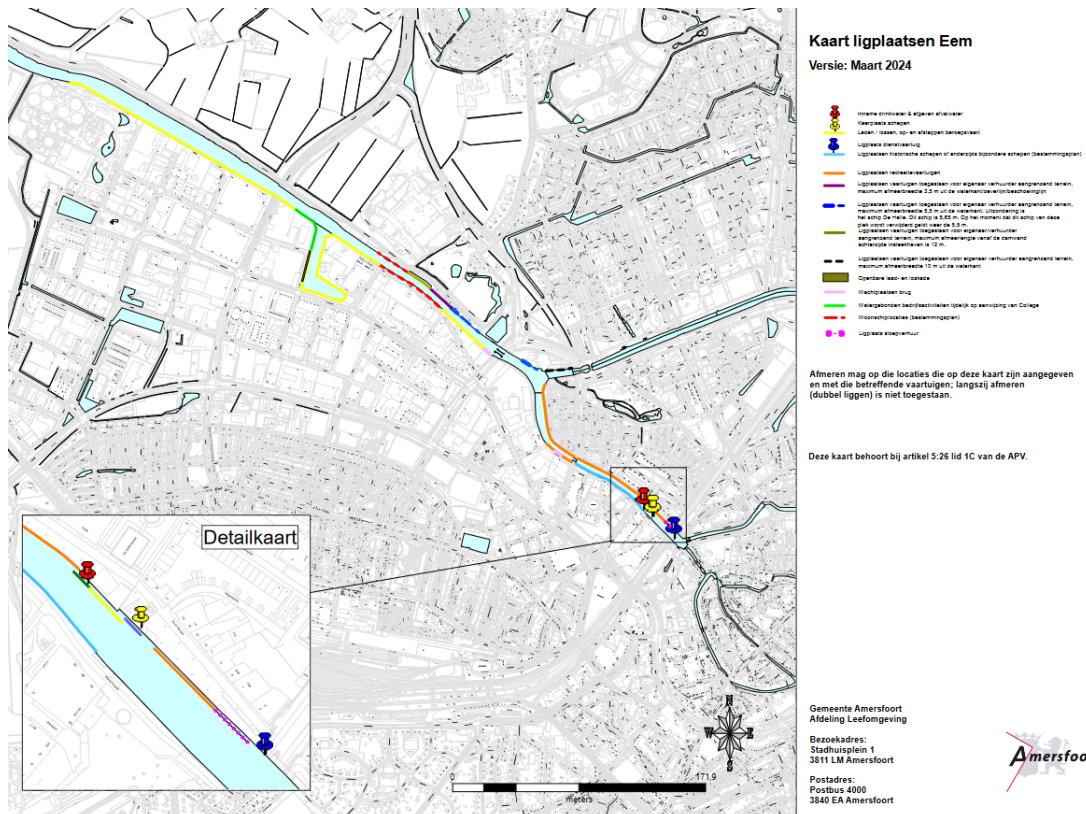 Kaart ligplaatsen Eem
Versie: Maart 2024
Inname drinkwater & afgeven afvalwater
Keerplaats schepen
Laden / lossen, op- en afstappen beroepsvaart
Ligplaats dienstvaartuig
Ligplaatsen historische schepen of anderzijds bijzondere schepen (bestemmingsplan)
Ligplaatsen recreatievaartuigen
Ligplaatsen vaartuigen toegestaan voor eigenaar verhuurder aangrenzend terrein,
maximum afmeerbreedte 3,5 m uit de waterkant/oeverlijn/beschoeiinglijn
Ligplaatsen vaartuigen toegestaan voor eigenaar verhuurder aangrenzend terrein,
maximum afmeerbreedte 5,5 m uit de waterkant. Uitzondering is
het schip De Halle. Dit schip is 5,85 m. Op het moment dat dit schip van deze
plek wordt verwijderd geldt weer de 5,5 m.
Ligplaatsen vaartuigen toegestaan voor eigenaar/verhuurder
aangrenzend terrein, maximum afmeerlengte vanaf de damwand
achterzijde insteekhaven is 12 m.
Ligplaatsen vaartuigen toegestaan voor eigenaar verhuurder aangrenzend terrein,
maximum afmeerbreedte 10 m uit de waterkant
Openbare laad- en loskade
Wachtplaatsen brug
Watergebonden bedrijfsactiviteiten tijdelijk op aanwijzing van College
Woonschiplocaties (bestemmingsplan)
Ligplaats sloepverhuur
Afmeren mag op die locaties die op deze kaart zijn aangegeven
en met die betreffende vaartuigen; langszij afmeren
(dubbel liggen) is niet toegestaan.
Deze kaart behoort bij artikel 5:26 lid 1C van de APV.
Detailkaart
N
W E
S
0 171.9
meters
Gemeente Amersfoort
Afdeling Leefomgeving
Bezoekadres:
Stadhuisplein 1
3811 LM Amersfoort
Postadres:
Postbus 4000
3840 EA Amersfoort
Amersfoo